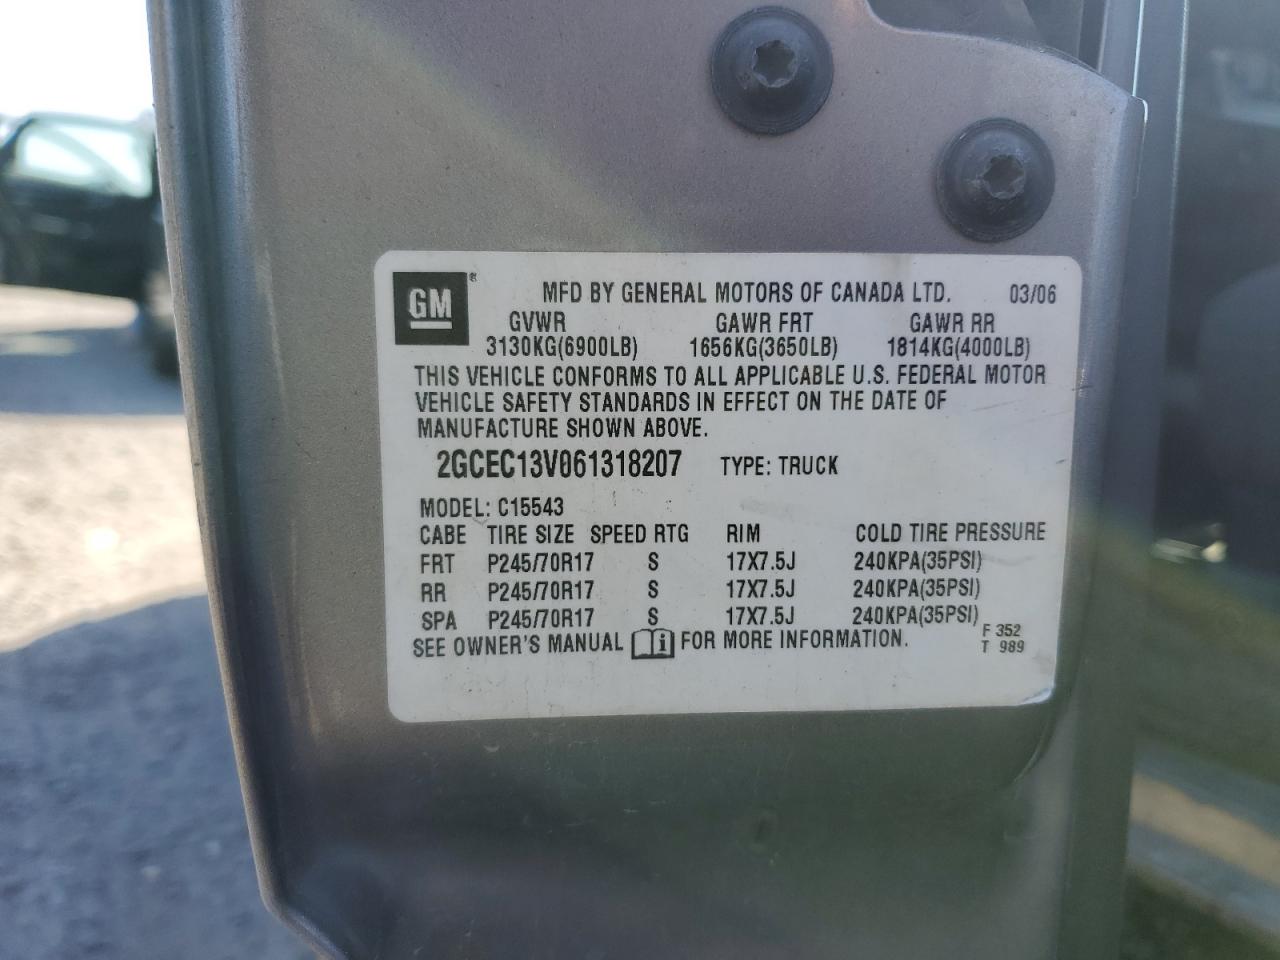 GM®
MFD BY GENERAL MOTORS OF CANADA LTD. 03/06
GVWR GAWR FRT GAWR RR
3130KG(6900LB) 1656KG(3650LB) 1814KG(4000LB)
THIS VEHICLE CONFORMS TO ALL APPLICABLE U.S. FEDERAL MOTOR
VEHICLE SAFETY STANDARDS IN EFFECT ON THE DATE OF
MANUFACTURE SHOWN ABOVE.
2GCEC13V061318207 TYPE: TRUCK
MODEL: C15543
CABE TIRE SIZE SPEED RTG RIM COLD TIRE PRESSURE
FRT P245/70R17 S 17X7.5J 240KPA(35PSI)
RR P245/70R17 S 17X7.5J 240KPA(35PSI)
SPA P245/70R17 S 17X7.5J 240KPA(35PSI)
SEE OWNER'S MANUAL i FOR MORE INFORMATION.
F 352
T 989